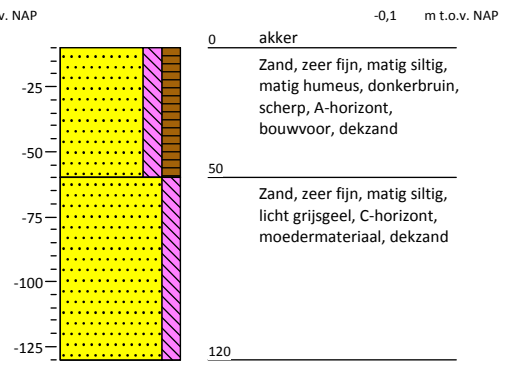 v. NAP
-0,1 m t.o.v. NAP
0 akker
Zand, zeer fijn, matig siltig,
matig humeus, donkerbruin,
scherp, A-horizont,
bouwvoor, dekzand
-25
-50
50
Zand, zeer fijn, matig siltig,
licht grijsgeel, C-horizont,
moedermateriaal, dekzand
-75
-100
-125
120